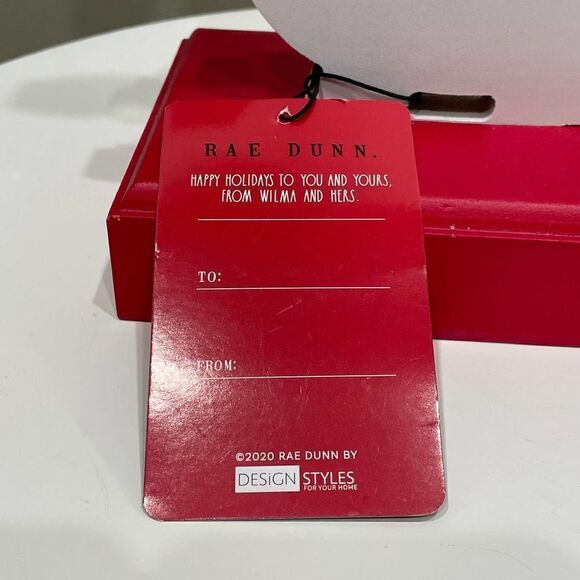 RAE DUNN.
HAPPY HOLIDAYS TO YOU AND YOURS,
FROM WILMA AND HERS.
TO:
FROM:
©2020 RAE DUNN BY
DESiGN STYLES
FOR YOUR HOME